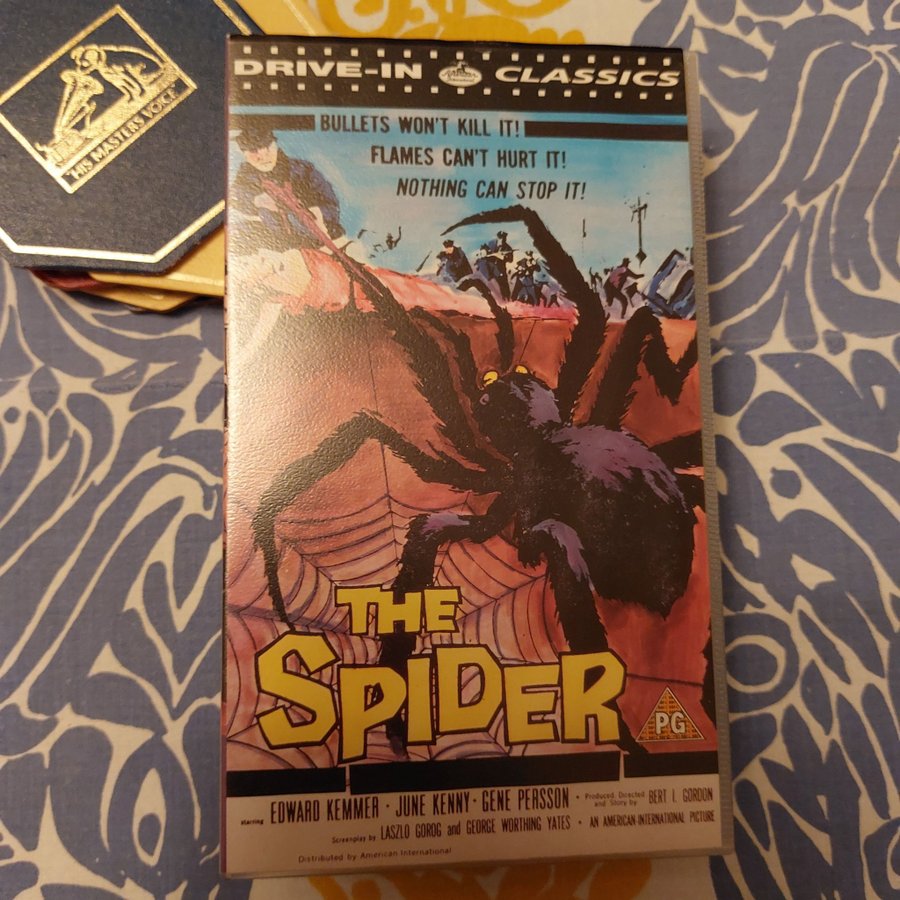 HIS MASTERS VOICE
DRIVE-IN CLASSICS
BULLETS WON'T KILL IT!
FLAMES CAN'T HURT IT!
NOTHING CAN STOP IT!
THE
SPIDER
PG
starring EDWARD KEMMER · JUNE KENNY · GENE PERSSON · Produced Directed and Story by BERT I. GORDON
Screenplay by LASZLO GOROG and GEORGE WORTHING YATES · AN AMERICAN-INTERNATIONAL PICTURE
Distributed by American International